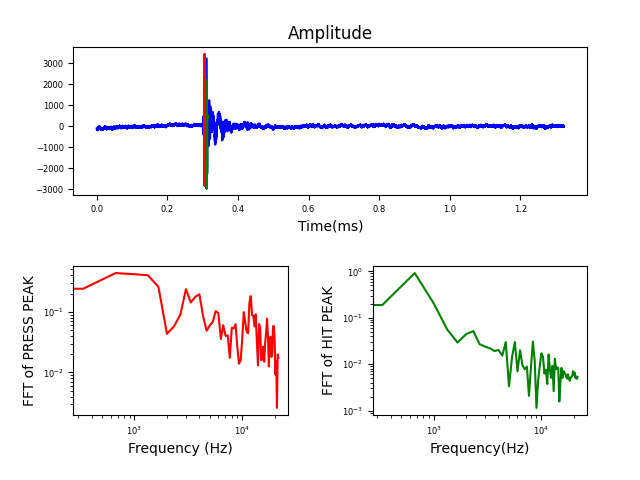 Amplitude
3000
2000
1000
0
−1000
−2000
−3000
0.0 0.2 0.4 0.6 0.8 1.0 1.2
Time(ms)
FFT of PRESS PEAK
10⁻¹
10⁻²
10³ 10⁴
Frequency (Hz)
FFT of HIT PEAK
10⁰
10⁻¹
10⁻²
10⁻³
10³ 10⁴
Frequency(Hz)